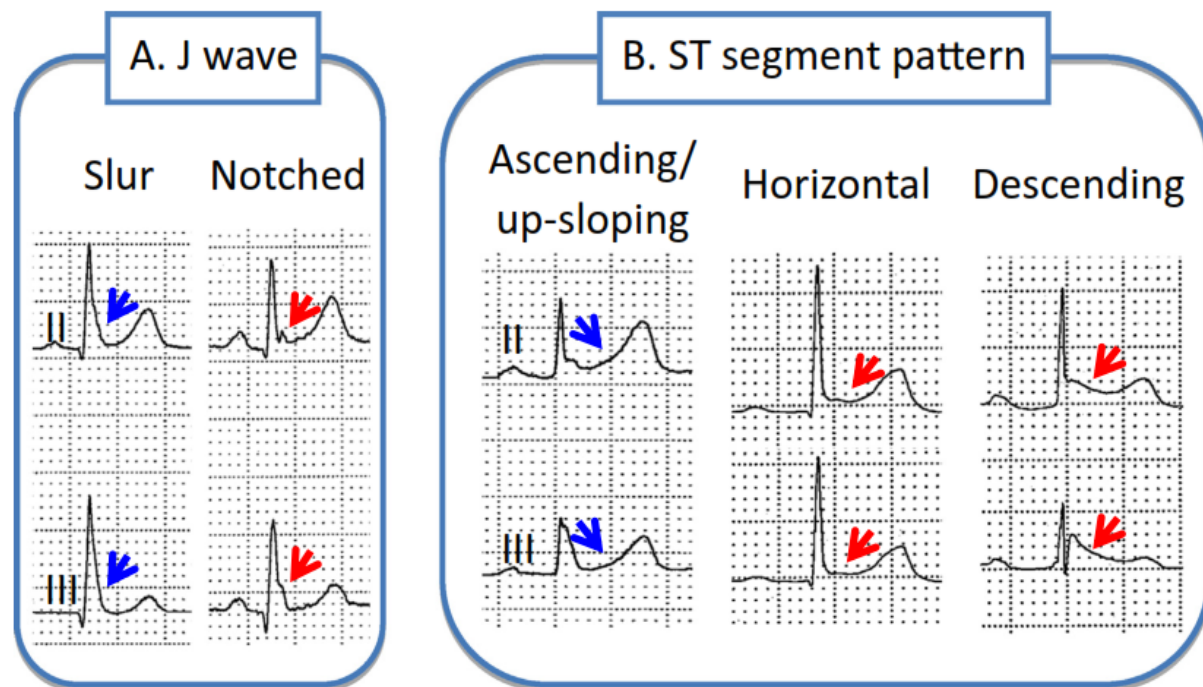 A. J wave
Slur
Notched
II
III
B. ST segment pattern
Ascending/
up-sloping
Horizontal
Descending
II
III